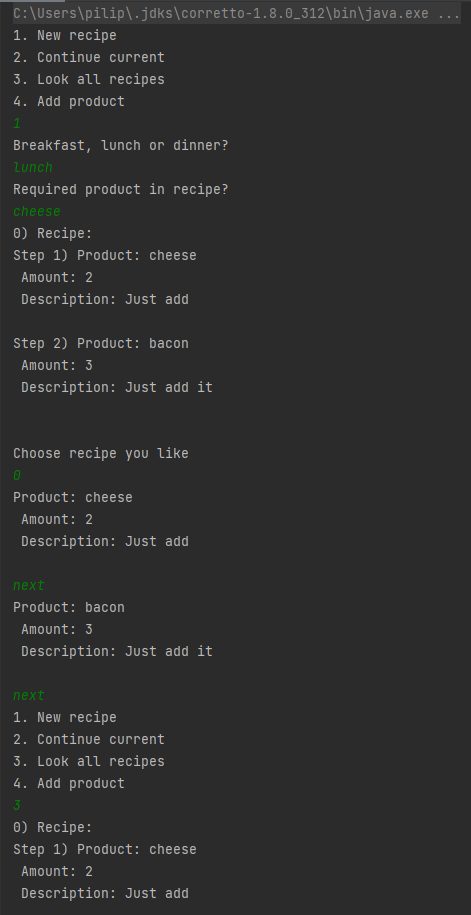 C:\Users\pilip\.jdks\corretto-1.8.0_312\bin\java.exe ...
1. New recipe
2. Continue current
3. Look all recipes
4. Add product
1
Breakfast, lunch or dinner?
lunch
Required product in recipe?
cheese
0) Recipe:
Step 1) Product: cheese
 Amount: 2
 Description: Just add

Step 2) Product: bacon
 Amount: 3
 Description: Just add it


Choose recipe you like
0
Product: cheese
 Amount: 2
 Description: Just add

next
Product: bacon
 Amount: 3
 Description: Just add it

next
1. New recipe
2. Continue current
3. Look all recipes
4. Add product
3
0) Recipe:
Step 1) Product: cheese
 Amount: 2
 Description: Just add